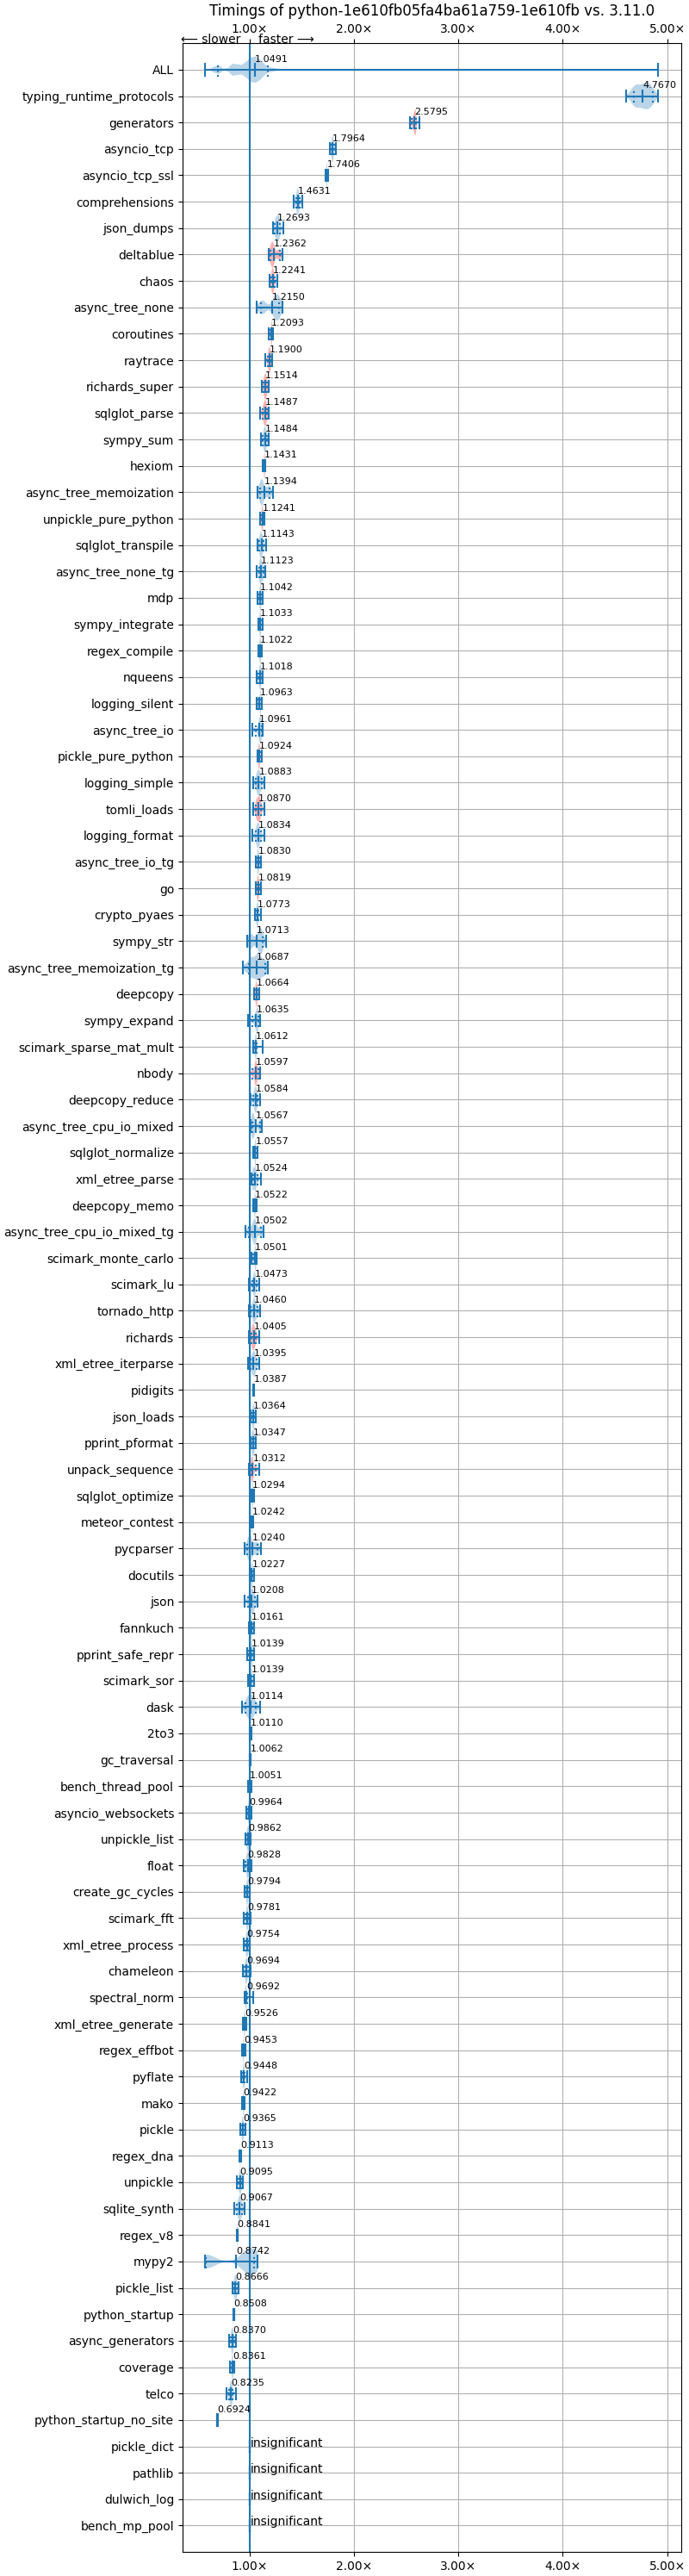 Timings of python-1e610fb05fa4ba61a759-1e610fb vs. 3.11.0
1.00× 2.00× 3.00× 4.00× 5.00×
⟵ slower faster ⟶
ALL 1.0491
typing_runtime_protocols 4.7670
generators 2.5795
asyncio_tcp 1.7964
asyncio_tcp_ssl 1.7406
comprehensions 1.4631
json_dumps 1.2693
deltablue 1.2362
chaos 1.2241
async_tree_none 1.2150
coroutines 1.2093
raytrace 1.1900
richards_super 1.1514
sqlglot_parse 1.1487
sympy_sum 1.1484
hexiom 1.1431
async_tree_memoization 1.1394
unpickle_pure_python 1.1241
sqlglot_transpile 1.1143
async_tree_none_tg 1.1123
mdp 1.1042
sympy_integrate 1.1033
regex_compile 1.1022
nqueens 1.1018
logging_silent 1.0963
async_tree_io 1.0961
pickle_pure_python 1.0924
logging_simple 1.0883
tomli_loads 1.0870
logging_format 1.0834
async_tree_io_tg 1.0830
go 1.0819
crypto_pyaes 1.0773
sympy_str 1.0713
async_tree_memoization_tg 1.0687
deepcopy 1.0664
sympy_expand 1.0635
scimark_sparse_mat_mult 1.0612
nbody 1.0597
deepcopy_reduce 1.0584
async_tree_cpu_io_mixed 1.0567
sqlglot_normalize 1.0557
xml_etree_parse 1.0524
deepcopy_memo 1.0522
async_tree_cpu_io_mixed_tg 1.0502
scimark_monte_carlo 1.0501
scimark_lu 1.0473
tornado_http 1.0460
richards 1.0405
xml_etree_iterparse 1.0395
pidigits 1.0387
json_loads 1.0364
pprint_pformat 1.0347
unpack_sequence 1.0312
sqlglot_optimize 1.0294
meteor_contest 1.0242
pycparser 1.0240
docutils 1.0227
json 1.0208
fannkuch 1.0161
pprint_safe_repr 1.0139
scimark_sor 1.0139
dask 1.0114
2to3 1.0110
gc_traversal 1.0062
bench_thread_pool 1.0051
asyncio_websockets 0.9964
unpickle_list 0.9862
float 0.9828
create_gc_cycles 0.9794
scimark_fft 0.9781
xml_etree_process 0.9754
chameleon 0.9694
spectral_norm 0.9692
xml_etree_generate 0.9526
regex_effbot 0.9453
pyflate 0.9448
mako 0.9422
pickle 0.9365
regex_dna 0.9113
unpickle 0.9095
sqlite_synth 0.9067
regex_v8 0.8841
mypy2 0.8742
pickle_list 0.8666
python_startup 0.8508
async_generators 0.8370
coverage 0.8361
telco 0.8235
python_startup_no_site 0.6924
pickle_dict insignificant
pathlib insignificant
dulwich_log insignificant
bench_mp_pool insignificant
1.00× 2.00× 3.00× 4.00× 5.00×